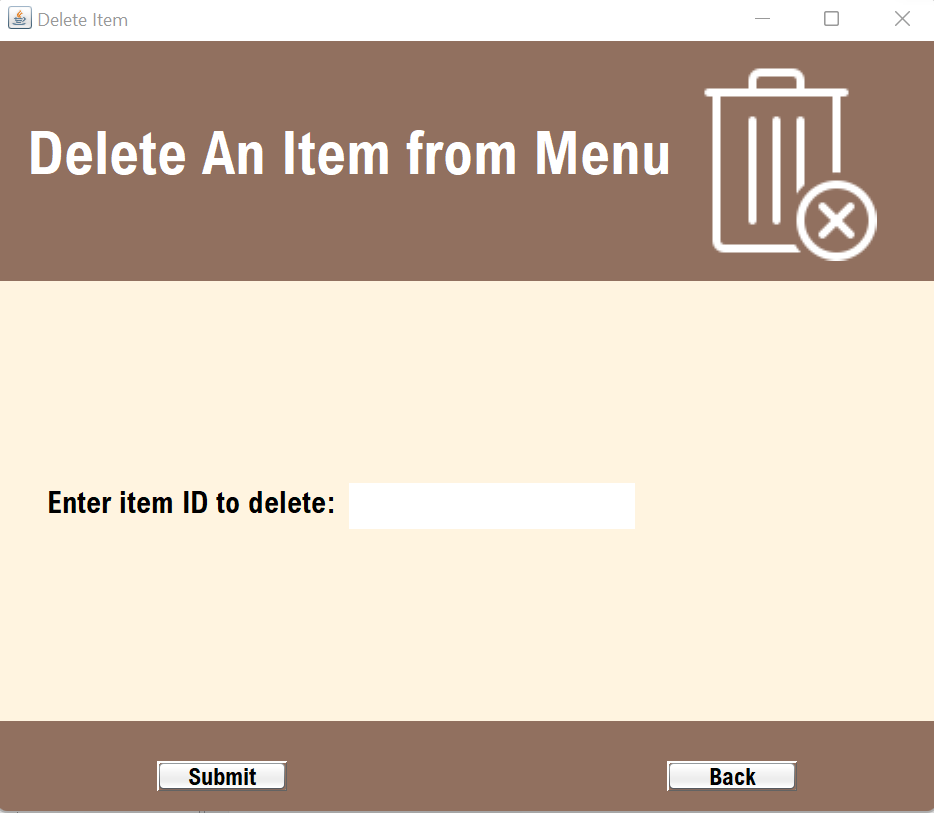 Delete Item
Delete An Item from Menu
Enter item ID to delete:
Submit
Back